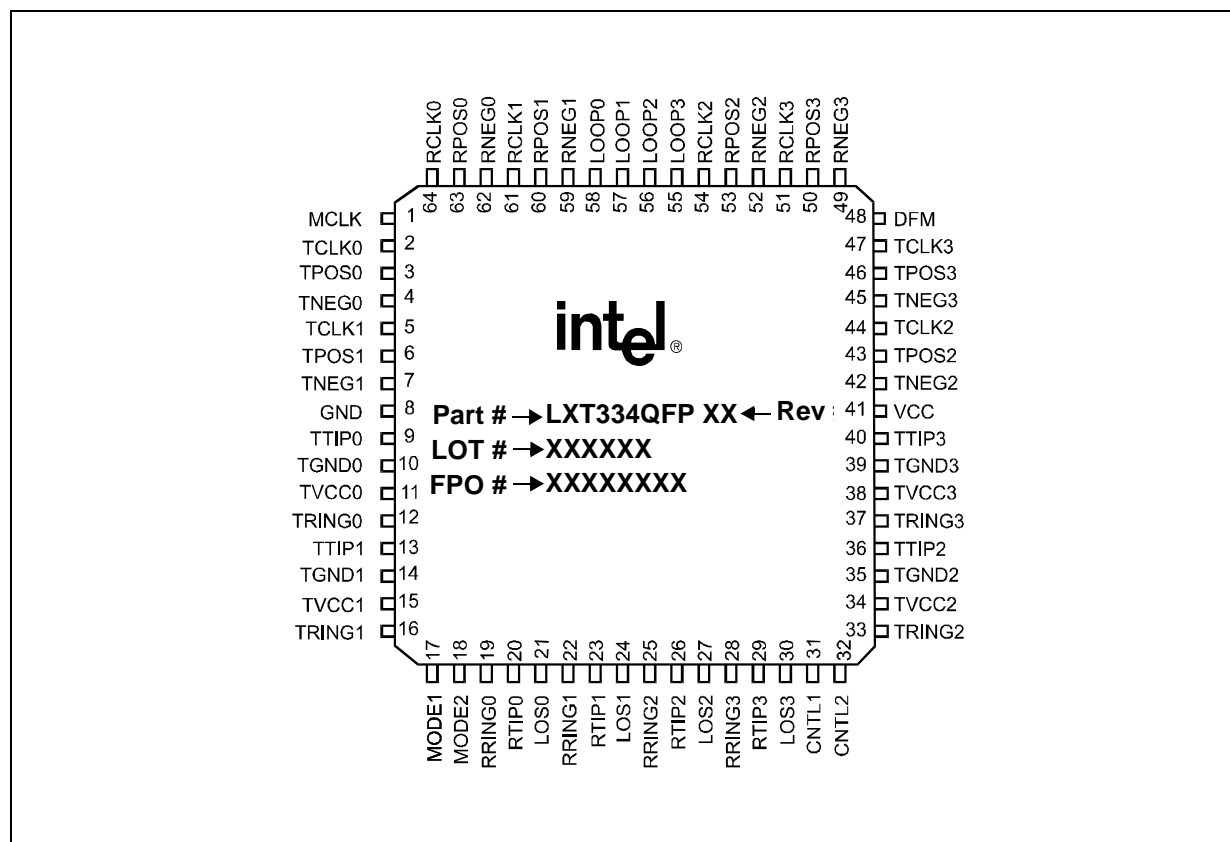 RCLK0 RPOS0 RNEG0 RCLK1 RPOS1 RNEG1 LOOP0 LOOP1 LOOP2 LOOP3 RCLK2 RPOS2 RNEG2 RCLK3 RPOS3 RNEG3
64 63 62 61 60 59 58 57 56 55 54 53 52 51 50 49
MCLK 1 48 DFM
TCLK0 2 47 TCLK3
TPOS0 3 46 TPOS3
TNEG0 4 45 TNEG3
TCLK1 5 44 TCLK2
TPOS1 6 43 TPOS2
TNEG1 7 42 TNEG2
GND 8 41 VCC
TTIP0 9 40 TTIP3
TGND0 10 39 TGND3
TVCC0 11 38 TVCC3
TRING0 12 37 TRING3
TTIP1 13 36 TTIP2
TGND1 14 35 TGND2
TVCC1 15 34 TVCC2
TRING1 16 33 TRING2
intel ®
Part # → LXT334QFP XX ← Rev
LOT # → XXXXXX
FPO # → XXXXXXXX
17 18 19 20 21 22 23 24 25 26 27 28 29 30 31 32
MODE1 MODE2 RRING0 RTIP0 LOS0 RRING1 RTIP1 LOS1 RRING2 RTIP2 LOS2 RRING3 RTIP3 LOS3 CNTL1 CNTL2